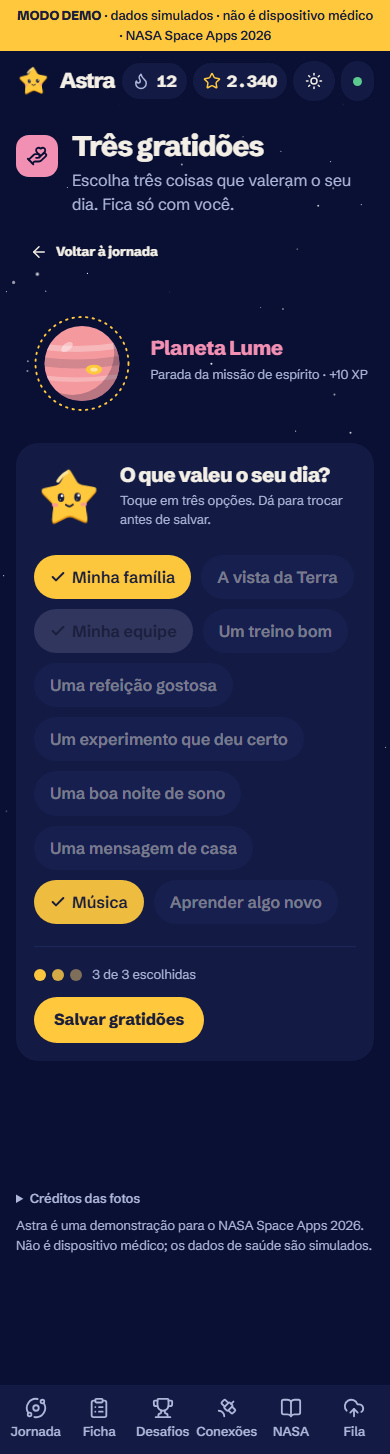 MODO DEMO · dados simulados · não é dispositivo médico
· NASA Space Apps 2026
Astra 12 2.340
Três gratidões
Escolha três coisas que valeram o seu
dia. Fica só com você.
← Voltar à jornada
Planeta Lume
Parada da missão de espírito · +10 XP
O que valeu o seu dia?
Toque em três opções. Dá para trocar
antes de salvar.
✓ Minha família A vista da Terra
✓ Minha equipe Um treino bom
Uma refeição gostosa
Um experimento que deu certo
Uma boa noite de sono
Uma mensagem de casa
✓ Música Aprender algo novo
3 de 3 escolhidas
Salvar gratidões
▶ Créditos das fotos
Astra é uma demonstração para o NASA Space Apps 2026.
Não é dispositivo médico; os dados de saúde são simulados.
Jornada Ficha Desafios Conexões NASA Fila